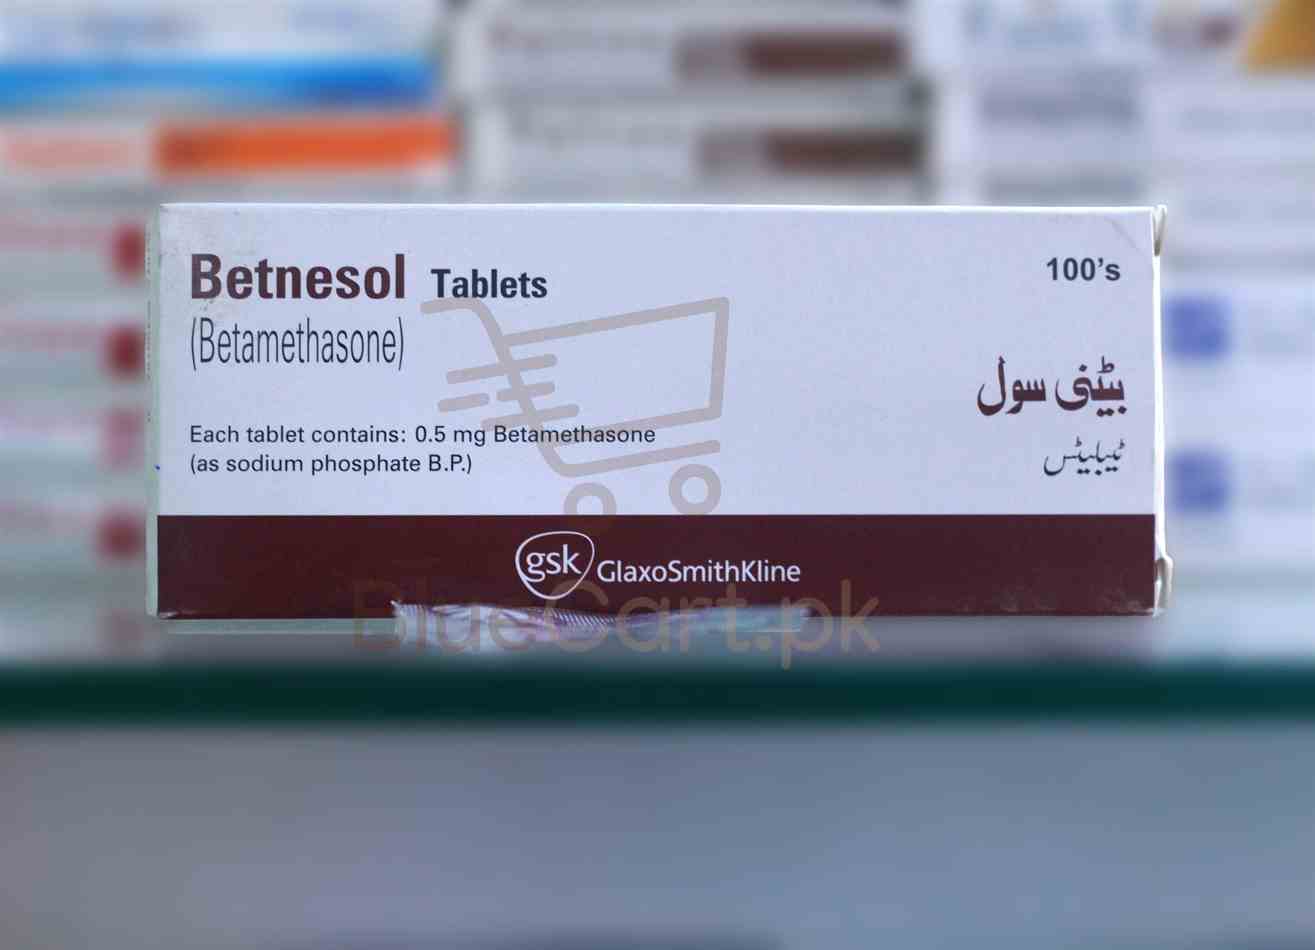 Betnesol Tablets
(Betamethasone)
100's
بیٹنی سول
ٹیبلیٹس
Each tablet contains: 0.5 mg Betamethasone
(as sodium phosphate B.P.)
gsk GlaxoSmithKline
BlueCart.pk